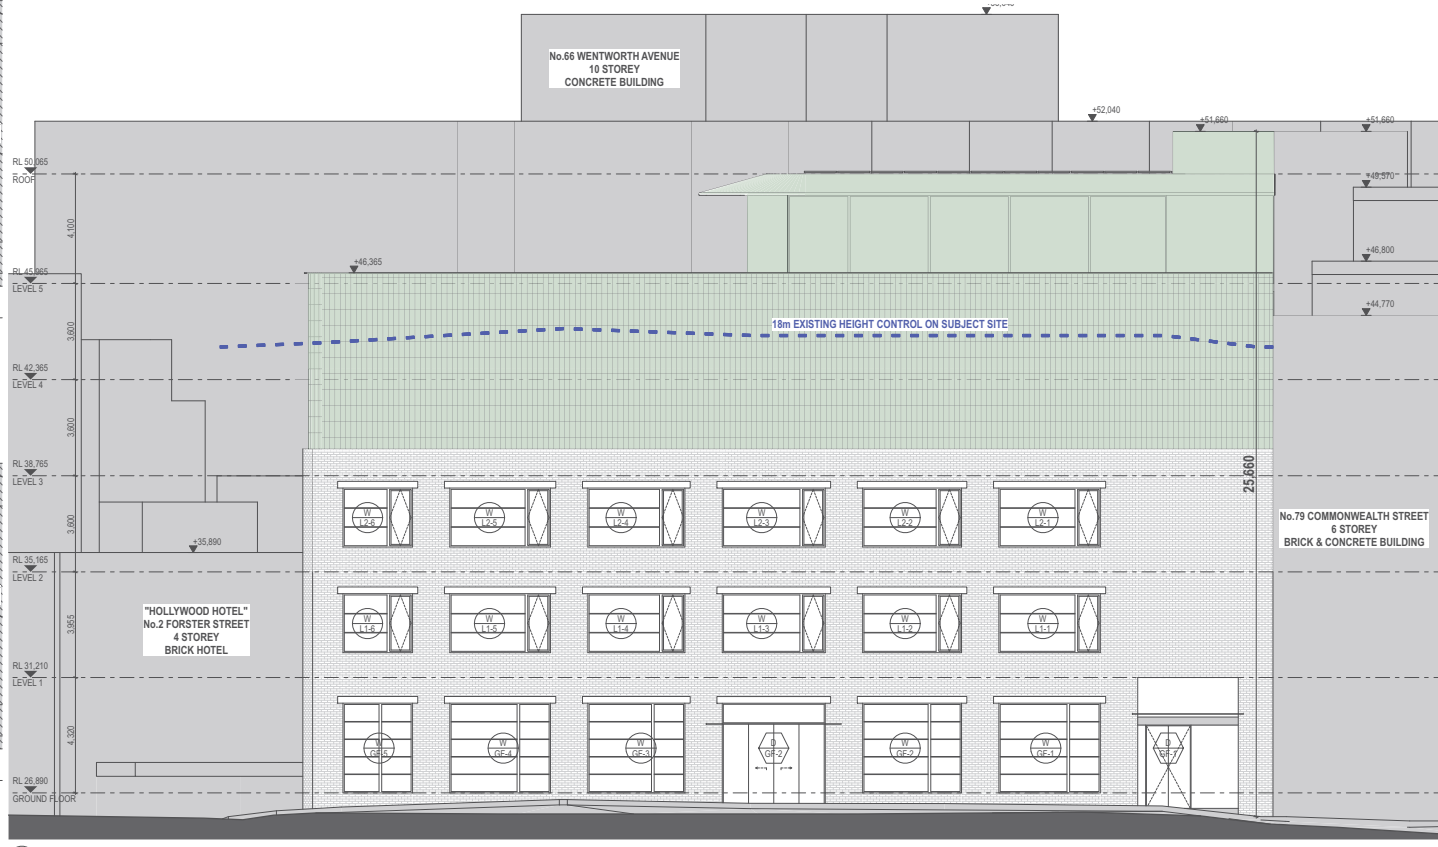 No.66 WENTWORTH AVENUE
10 STOREY
CONCRETE BUILDING
+52,040
+51,660
+51,660
RL 50,065
ROOF
+49,570
4,100
+46,800
+46,365
RL 45,965
LEVEL 5
+44,770
18m EXISTING HEIGHT CONTROL ON SUBJECT SITE
3,600
RL 42,365
LEVEL 4
3,600
RL 38,765
LEVEL 3
25,660
3,600
W
L2-6
W
L2-5
W
L2-4
W
L2-3
W
L2-2
W
L2-1
No.79 COMMONWEALTH STREET
6 STOREY
BRICK & CONCRETE BUILDING
+35,890
RL 35,165
LEVEL 2
"HOLLYWOOD HOTEL"
No.2 FORSTER STREET
4 STOREY
BRICK HOTEL
3,955
W
L1-6
W
L1-5
W
L1-4
W
L1-3
W
L1-2
W
L1-1
RL 31,210
LEVEL 1
4,320
W
GF-5
W
GF-4
W
GF-3
D
GF-2
W
GF-2
W
GF-1
D
GF-1
RL 26,890
GROUND FLOOR